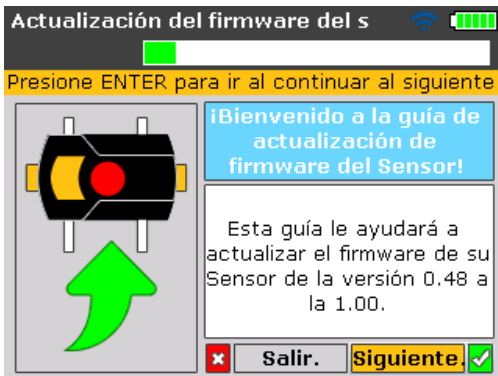 Actualización del firmware del s
Presione ENTER para ir al continuar al siguiente
¡Bienvenido a la guía de
actualización de
firmware del Sensor!
Esta guía le ayudará a
actualizar el firmware de su
Sensor de la versión 0.48 a
la 1.00.
Salir.
Siguiente.